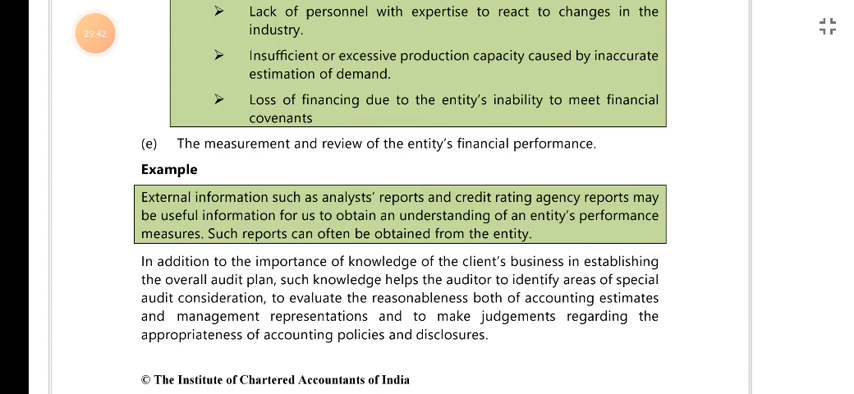 29:42
➢ Lack of personnel with expertise to react to changes in the
industry.
➢ Insufficient or excessive production capacity caused by inaccurate
estimation of demand.
➢ Loss of financing due to the entity's inability to meet financial
covenants
(e) The measurement and review of the entity's financial performance.
Example
External information such as analysts' reports and credit rating agency reports may
be useful information for us to obtain an understanding of an entity's performance
measures. Such reports can often be obtained from the entity.
In addition to the importance of knowledge of the client's business in establishing
the overall audit plan, such knowledge helps the auditor to identify areas of special
audit consideration, to evaluate the reasonableness both of accounting estimates
and management representations and to make judgements regarding the
appropriateness of accounting policies and disclosures.
© The Institute of Chartered Accountants of India